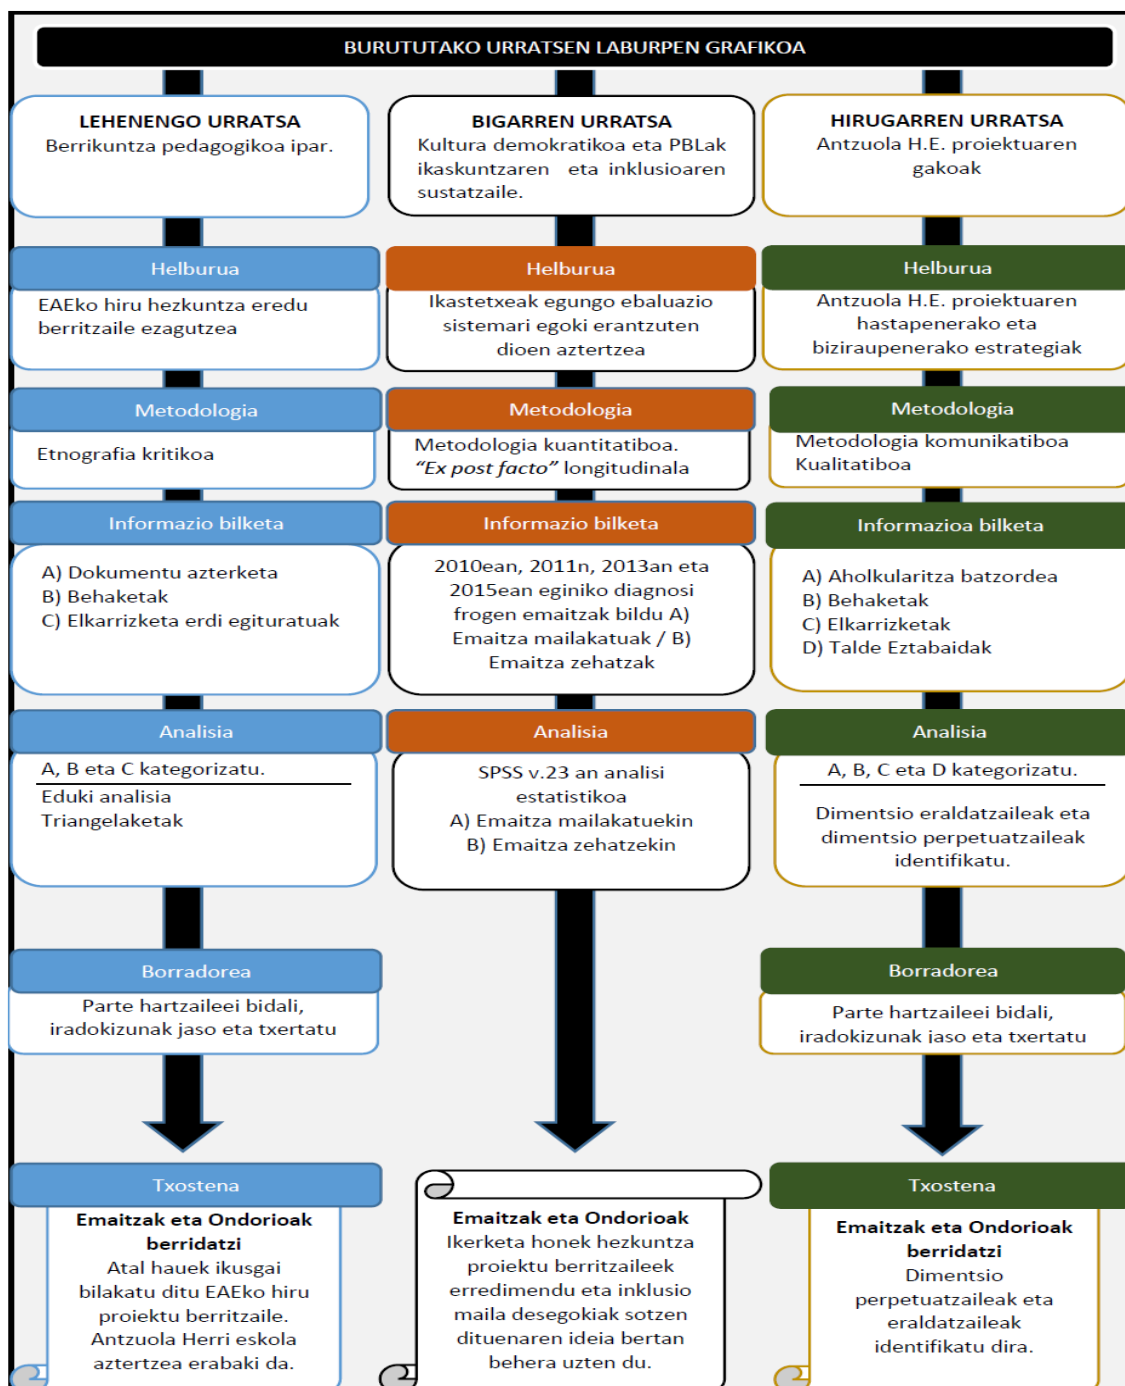 BURUTUTAKO URRATSEN LABURPEN GRAFIKOA
LEHENENGO URRATSA
Berrikuntza pedagogikoa ipar.
Helburua
EAEko hiru hezkuntza eredu
berritzaile ezagutzea
Metodologia
Etnografia kritikoa
Informazio bilketa
A) Dokumentu azterketa
B) Behaketak
C) Elkarrizketa erdi egituratuak
Analisia
A, B eta C kategorizatu.
Eduki analisia
Triangelaketak
Borradorea
Parte hartzaileei bidali,
iradokizunak jaso eta txertatu
Txostena
Emaitzak eta Ondorioak
berridatzi
Atal hauek ikusgai
bilakatu ditu EAEko hiru
proiektu berritzaile.
Antzuola Herri eskola
aztertzea erabaki da.
BIGARREN URRATSA
Kultura demokratikoa eta PBLak
ikaskuntzaren eta inklusioaren
sustatzaile.
Helburua
Ikastetxeak egungo ebaluazio
sistemari egoki erantzuten
dioen aztertzea
Metodologia
Metodologia kuantitatiboa.
“Ex post facto” longitudinala
Informazio bilketa
2010ean, 2011n, 2013an eta
2015ean eginiko diagnosi
frogen emaitzak bildu A)
Emaitza mailakatuak / B)
Emaitza zehatzak
Analisia
SPSS v.23 an analisi
estatistikoa
A) Emaitza mailakatuekin
B) Emaitza zehatzekin
Emaitzak eta Ondorioak
Ikerketa honek hezkuntza
proiektu berritzaileek
erredimendu eta inklusio
maila desegokiak sotzen
dituenaren ideia bertan
behera uzten du.
HIRUGARREN URRATSA
Antzuola H.E. proiektuaren
gakoak
Helburua
Antzuola H.E. proiektuaren
hastapenerako eta
biziraupenerako estrategiak
Metodologia
Metodologia komunikatiboa
Kualitatiboa
Informazioa bilketa
A) Aholkularitza batzordea
B) Behaketak
C) Elkarrizketak
D) Talde Eztabaidak
Analisia
A, B, C eta D kategorizatu.
Dimentsio eraldatzaileak eta
dimentsio perpetuatzaileak
identifikatu.
Borradorea
Parte hartzaileei bidali,
iradokizunak jaso eta txertatu
Txostena
Emaitzak eta Ondorioak
berridatzi
Dimentsio
perpetuatzaileak eta
eraldatzaileak
identifikatu dira.